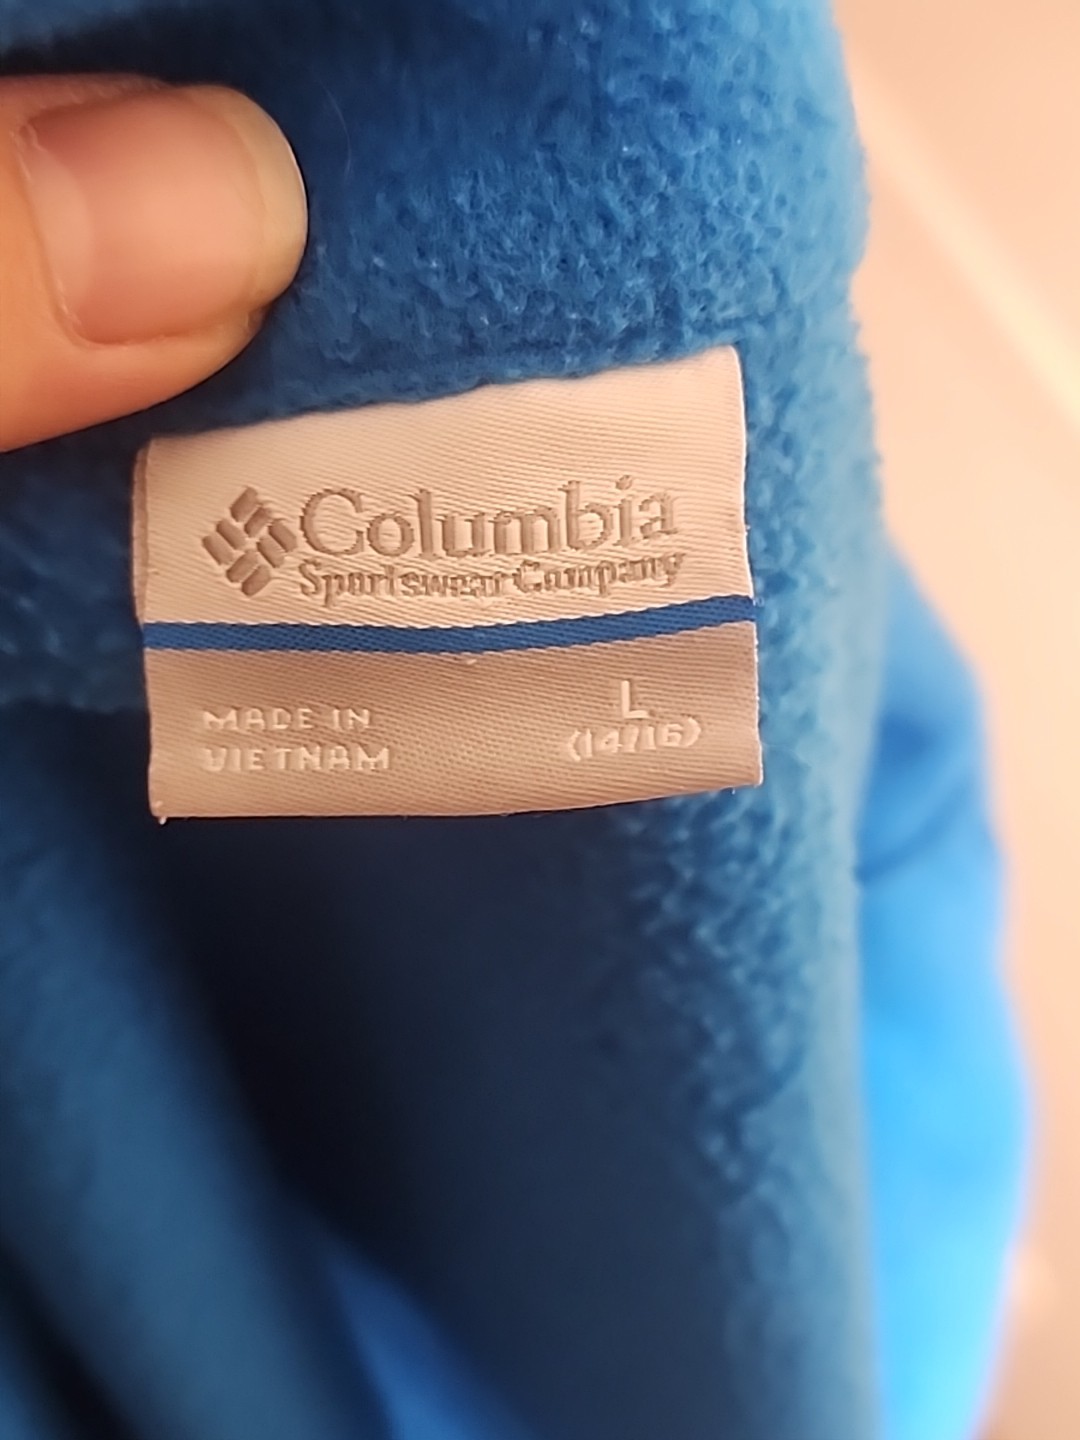 Columbia
Sportswear Company
MADE IN
VIETNAM
L
(14/16)